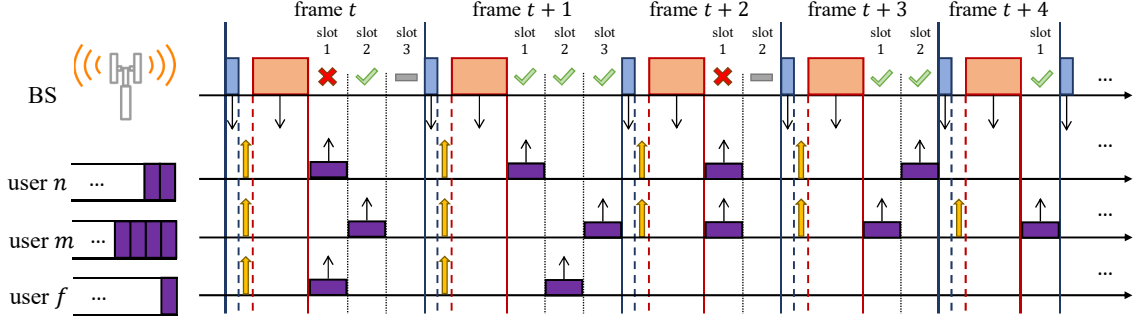 frame t frame t + 1 frame t + 2 frame t + 3 frame t + 4
slot 1 slot 2 slot 3 slot 1 slot 2 slot 3 slot 1 slot 2 slot 1 slot 2 slot 1
BS ...
user n ... ...
user m ... ...
user f ... ...